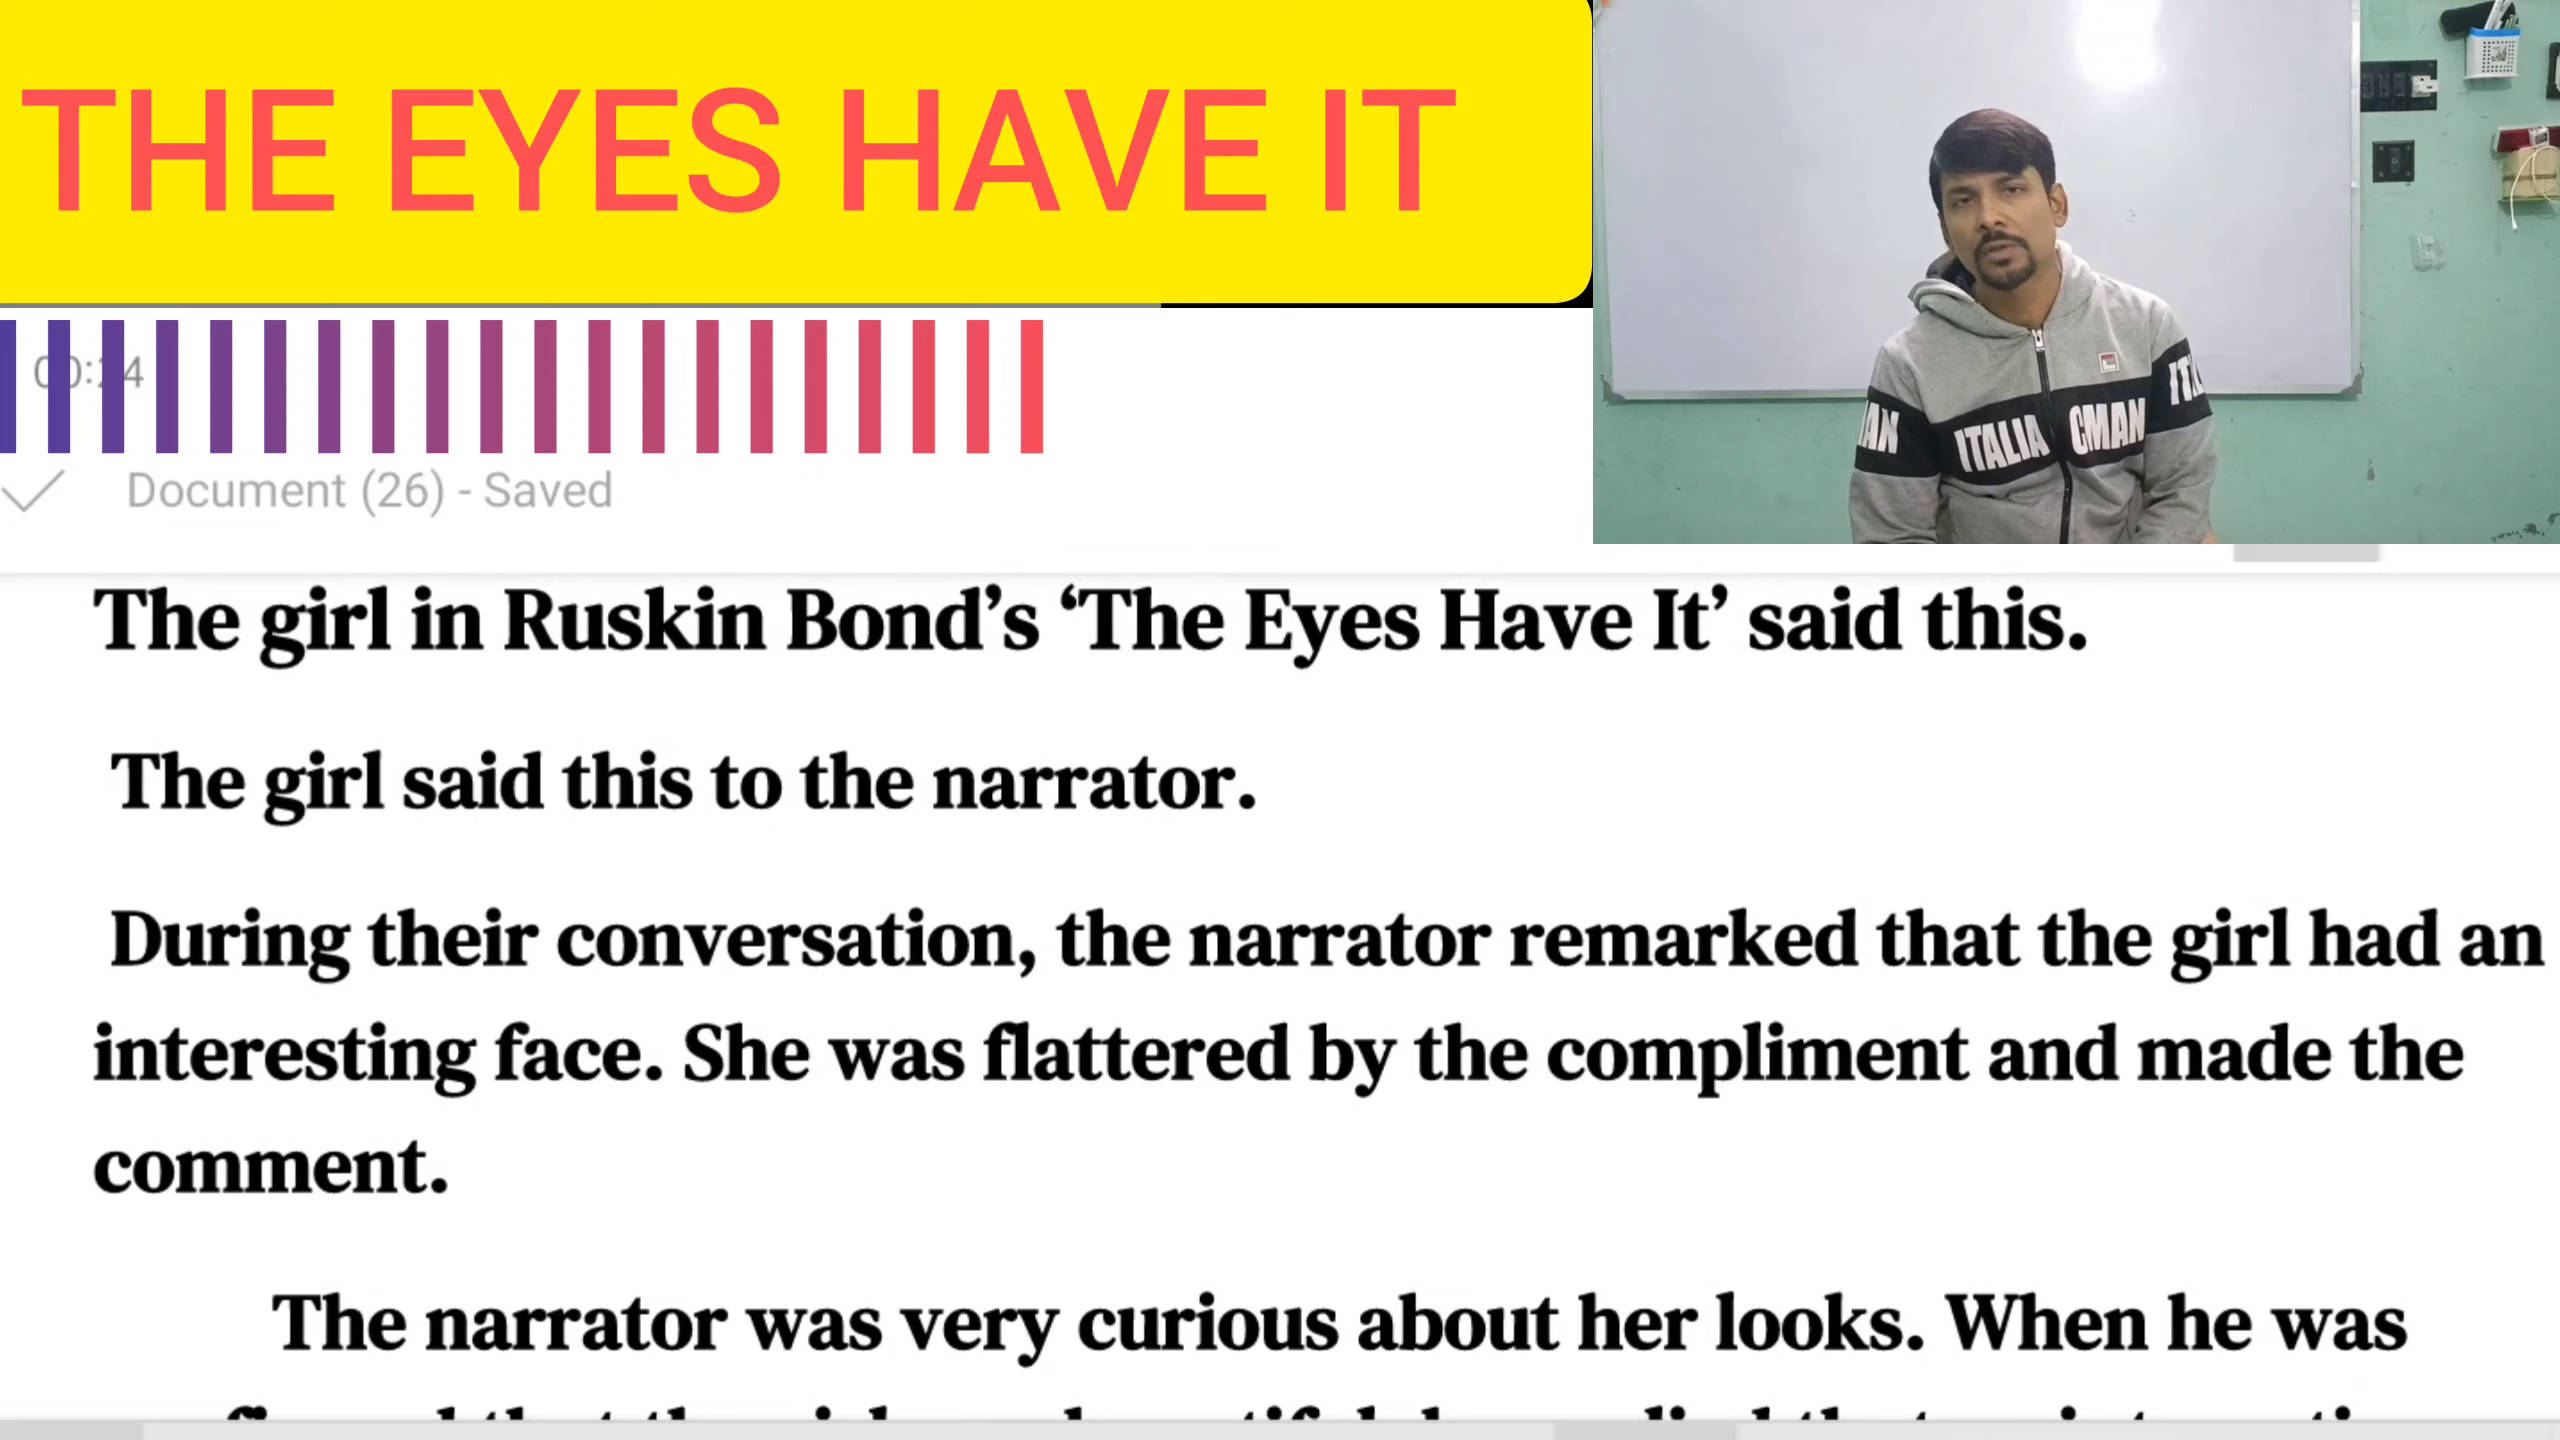 THE EYES HAVE IT
ITALIA CMAN
Document (26) - Saved
The girl in Ruskin Bond’s ‘The Eyes Have It’ said this.
The girl said this to the narrator.
During their conversation, the narrator remarked that the girl had an
interesting face. She was flattered by the compliment and made the
comment.
The narrator was very curious about her looks. When he was